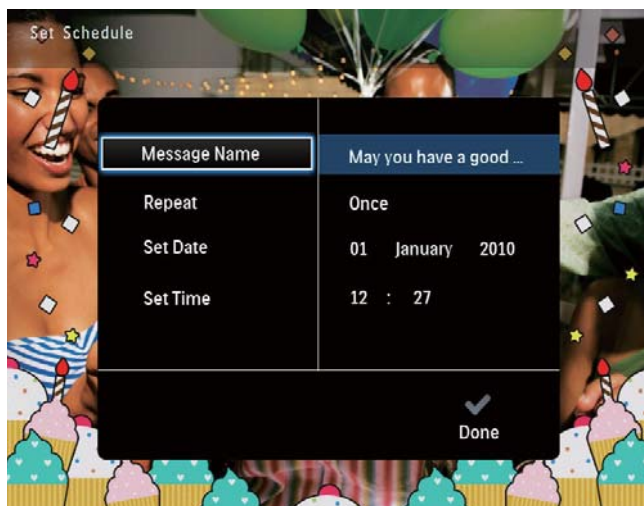 Set Schedule
Message Name May you have a good ...
Repeat Once
Set Date 01 January 2010
Set Time 12 : 27
Done